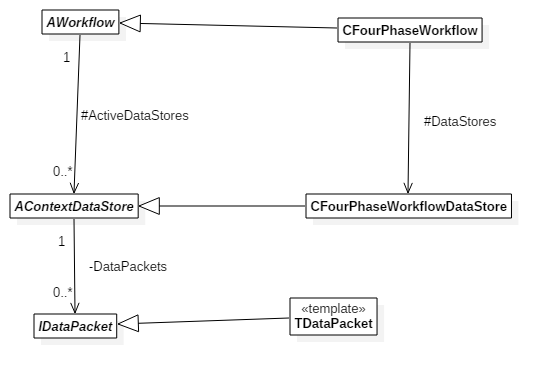 AWorkflow
CFourPhaseWorkflow
1
#ActiveDataStores
#DataStores
0..*
AContextDataStore
CFourPhaseWorkflowDataStore
1
-DataPackets
0..*
IDataPacket
«template»
TDataPacket